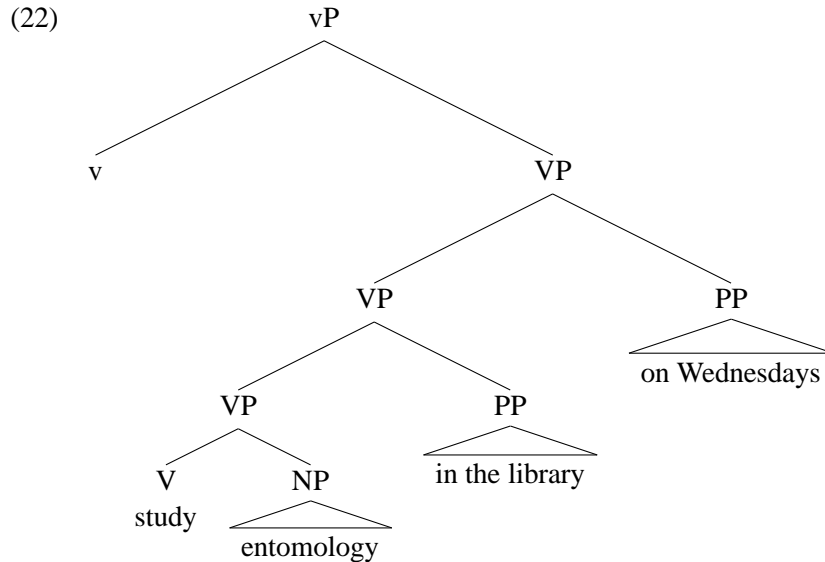 (22) vP
v VP
VP PP
on Wednesdays
VP PP
in the library
V NP
study
entomology